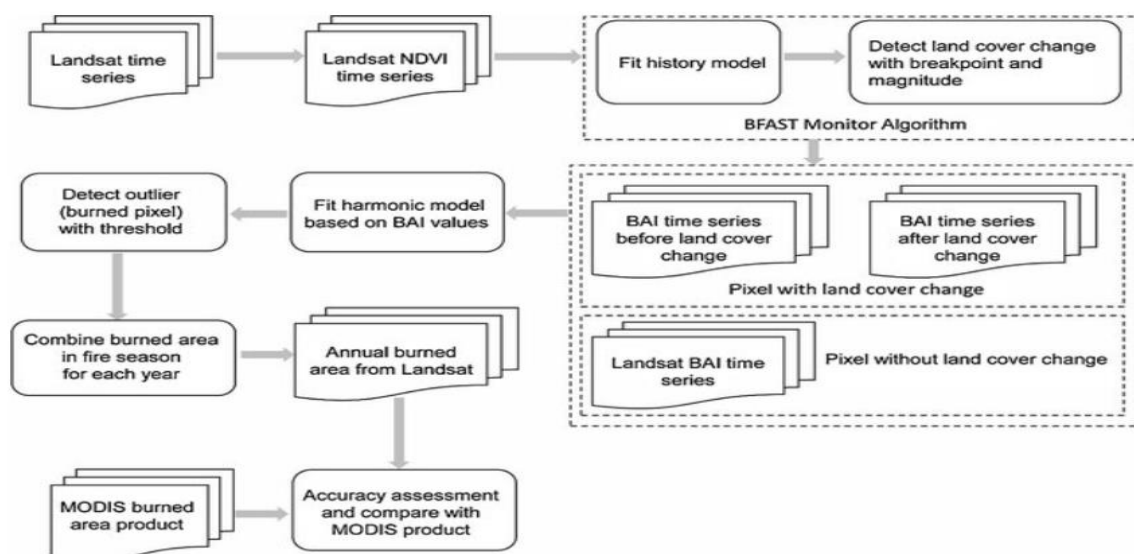 Landsat time
series
Landsat NDVI
time series
Fit history model
Detect land cover change
with breakpoint and
magnitude
BFAST Monitor Algorithm
Detect outlier
(burned pixel)
with threshold
Fit harmonic model
based on BAI values
BAI time series
before land cover
change
BAI time series
after land cover
change
Pixel with land cover change
Combine burned area
in fire season
for each year
Annual burned
area from Landsat
Landsat BAI time
series
Pixel without land cover change
MODIS burned
area product
Accuracy assessment
and compare with
MODIS product